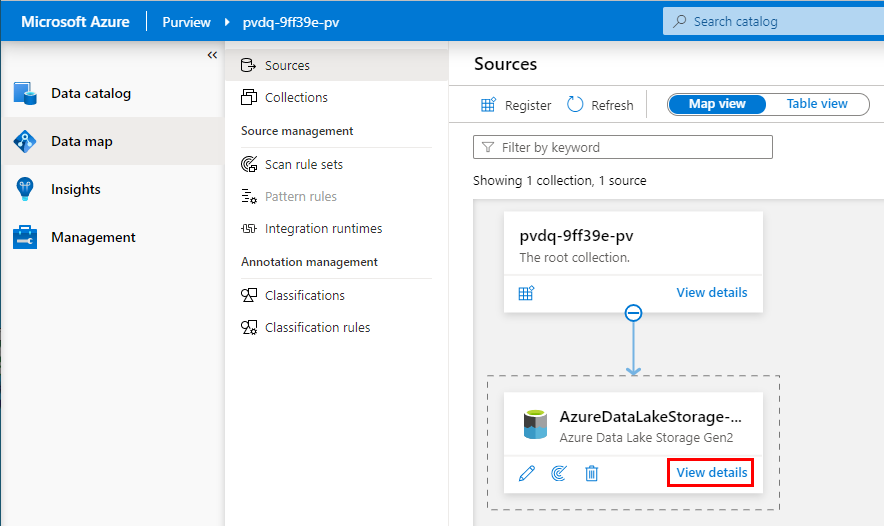 Microsoft Azure Purview pvdq-9ff39e-pv Search catalog
Data catalog
Data map
Insights
Management
Sources
Collections
Source management
Scan rule sets
Pattern rules
Integration runtimes
Annotation management
Classifications
Classification rules
Sources
Register Refresh Map view Table view
Filter by keyword
Showing 1 collection, 1 source
pvdq-9ff39e-pv
The root collection.
View details
AzureDataLakeStorage-...
Azure Data Lake Storage Gen2
View details